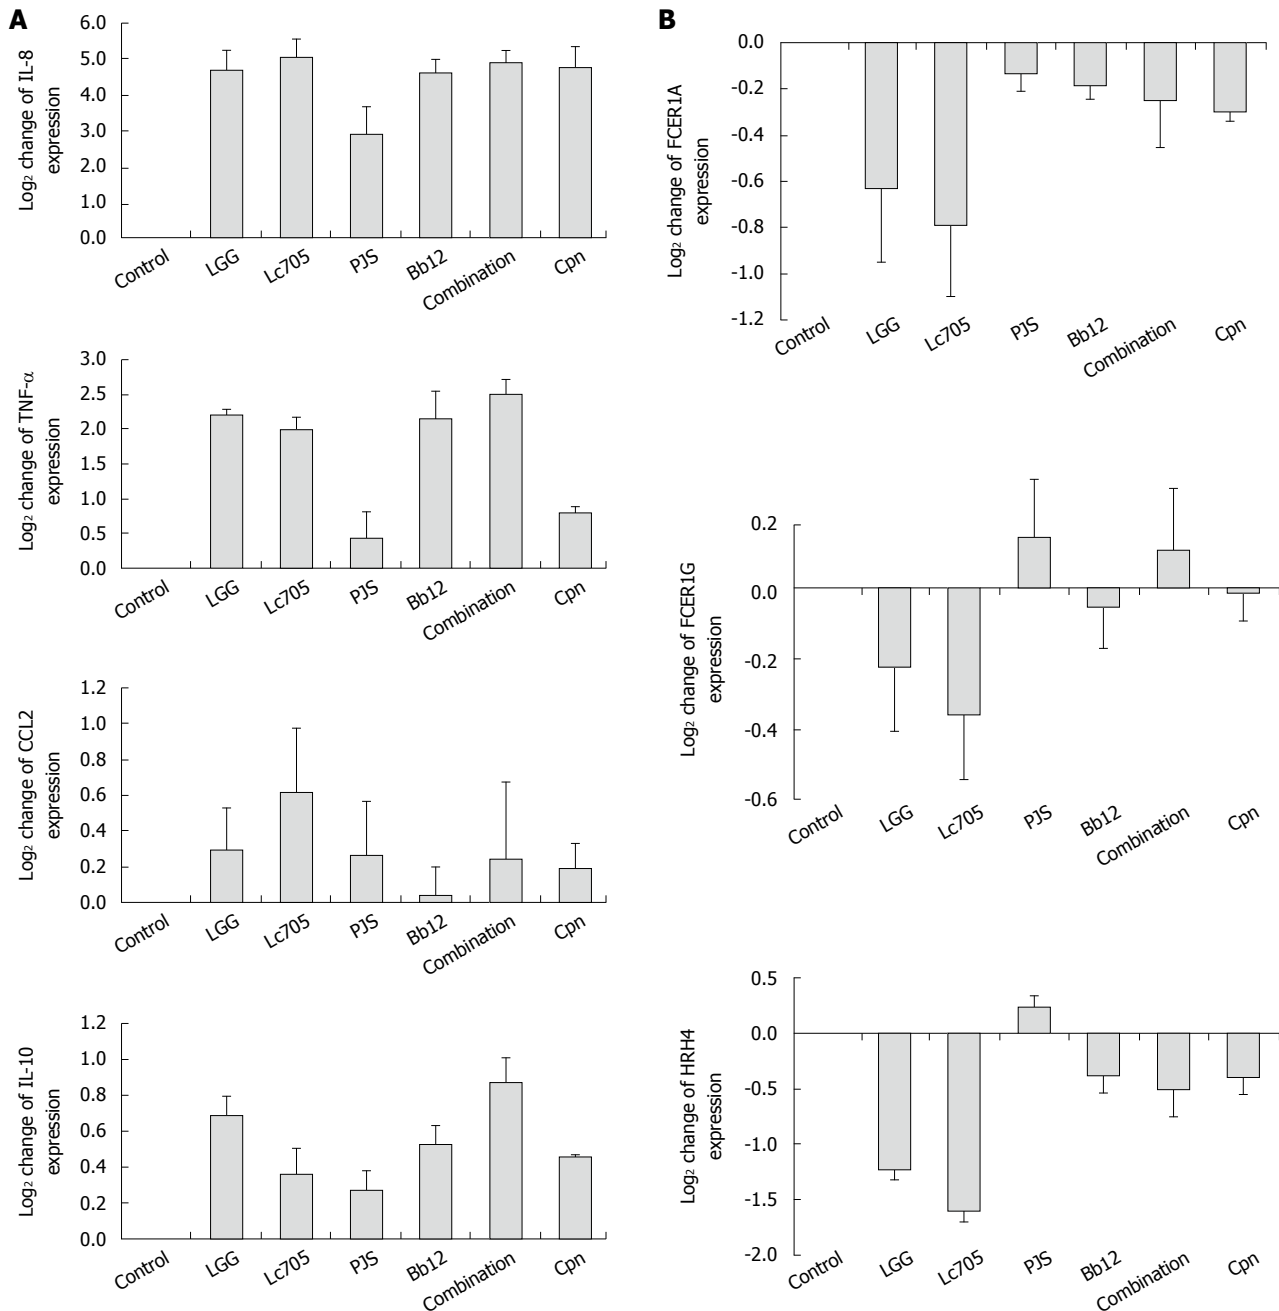 A
Log₂ change of IL-8
expression
6.0
5.0
4.0
3.0
2.0
1.0
0.0
Control LGG Lc705 PJS Bb12 Combination Cpn
Log₂ change of TNF-α
expression
3.0
2.5
2.0
1.5
1.0
0.5
0.0
Control LGG Lc705 PJS Bb12 Combination Cpn
Log₂ change of CCL2
expression
1.2
1.0
0.8
0.6
0.4
0.2
0.0
Control LGG Lc705 PJS Bb12 Combination Cpn
Log₂ change of IL-10
expression
1.2
1.0
0.8
0.6
0.4
0.2
0.0
Control LGG Lc705 PJS Bb12 Combination Cpn
B
Log₂ change of FCER1A
expression
0.0
-0.2
-0.4
-0.6
-0.8
-1.0
-1.2
Control LGG Lc705 PJS Bb12 Combination Cpn
Log₂ change of FCER1G
expression
0.2
0.0
-0.2
-0.4
-0.6
Control LGG Lc705 PJS Bb12 Combination Cpn
Log₂ change of HRH4
expression
0.5
0.0
-0.5
-1.0
-1.5
-2.0
Control LGG Lc705 PJS Bb12 Combination Cpn